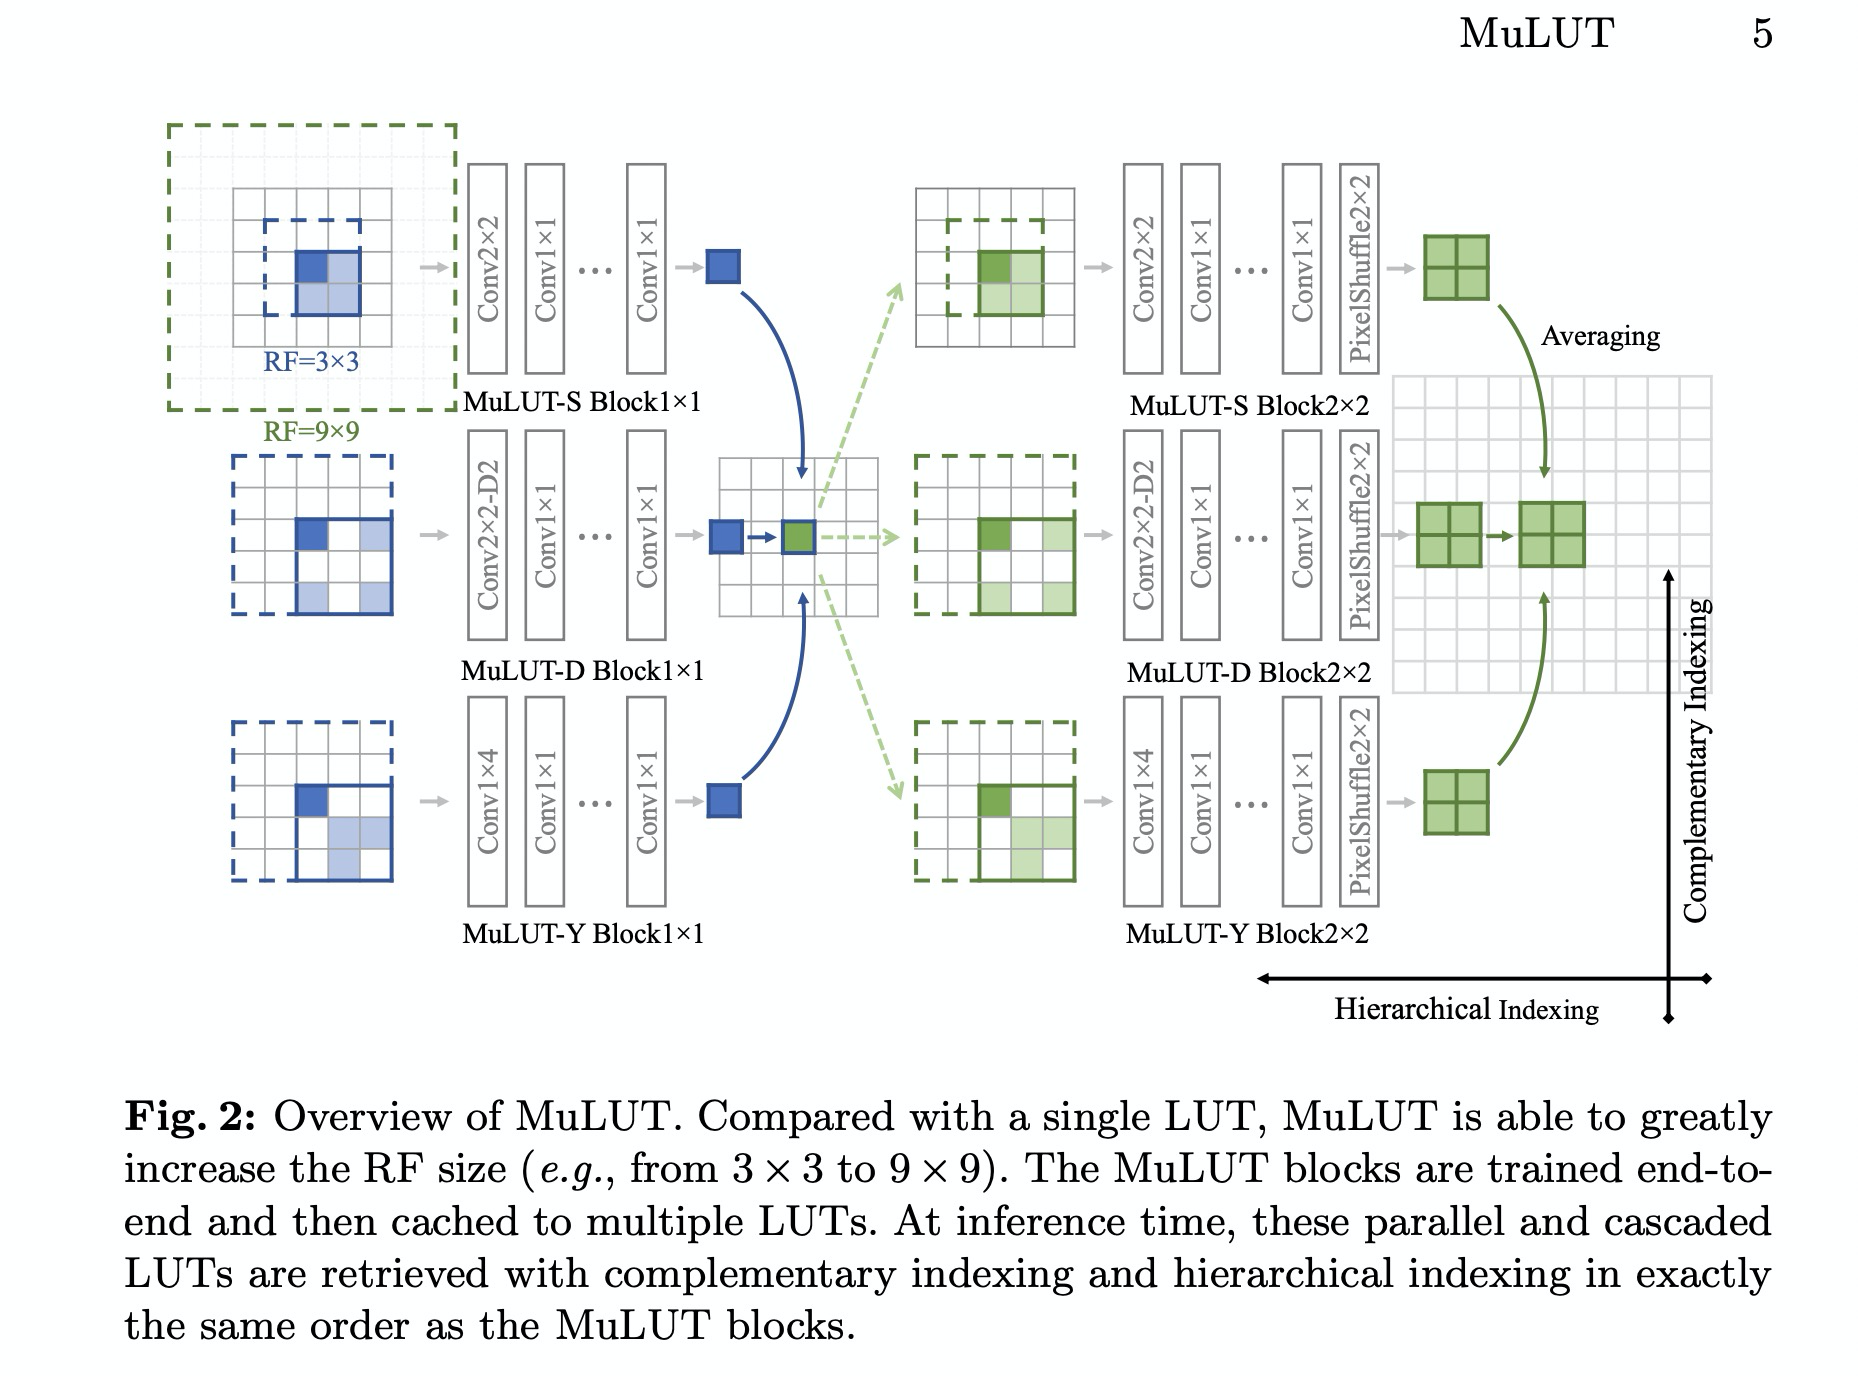 MuLUT 5
Conv2×2
Conv1×1
...
Conv1×1
RF=3×3
MuLUT-S Block1×1
RF=9×9
Conv2×2
Conv1×1
...
Conv1×1
PixelShuffle2×2
Averaging
MuLUT-S Block2×2
Conv2×2-D2
Conv1×1
...
Conv1×1
MuLUT-D Block1×1
Conv2×2-D2
Conv1×1
...
Conv1×1
PixelShuffle2×2
MuLUT-D Block2×2
Conv1×4
Conv1×1
...
Conv1×1
MuLUT-Y Block1×1
Conv1×4
Conv1×1
...
Conv1×1
PixelShuffle2×2
MuLUT-Y Block2×2
Complementary Indexing
Hierarchical Indexing
Fig. 2: Overview of MuLUT. Compared with a single LUT, MuLUT is able to greatly
increase the RF size (e.g., from 3 × 3 to 9 × 9). The MuLUT blocks are trained end-to-
end and then cached to multiple LUTs. At inference time, these parallel and cascaded
LUTs are retrieved with complementary indexing and hierarchical indexing in exactly
the same order as the MuLUT blocks.